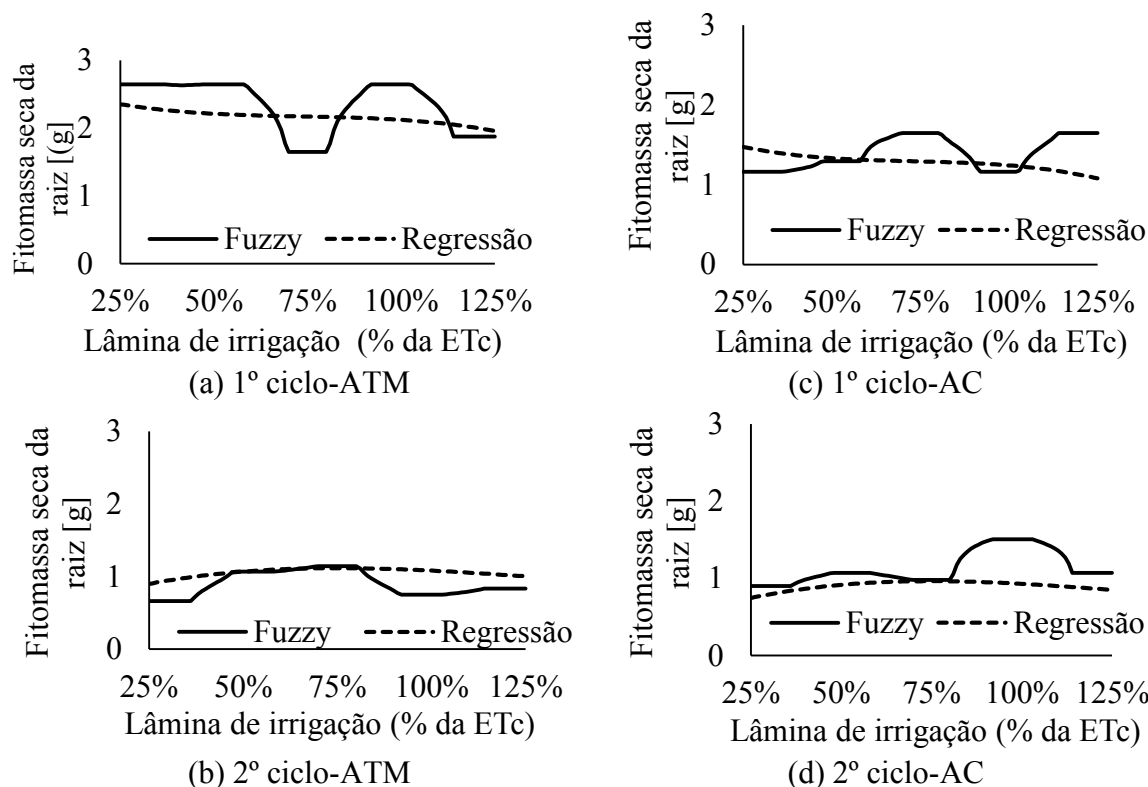 Fitomassa seca da
raiz [(g)
3
2
1
0
Fuzzy
Regressão
25% 50% 75% 100% 125%
Lâmina de irrigação (% da ETc)
(a) 1º ciclo-ATM
Fitomassa seca da
raiz [g]
3
2
1
0
Fuzzy
Regressão
25% 50% 75% 100% 125%
Lâmina de irrigação (% da ETc)
(c) 1º ciclo-AC
Fitomassa seca da
raiz [g]
3
2
1
0
Fuzzy
Regressão
25% 50% 75% 100% 125%
Lâmina de irrigação (% da ETc)
(b) 2º ciclo-ATM
Fitomassa seca da
raiz [g]
3
2
1
0
Fuzzy
Regressão
25% 50% 75% 100% 125%
Lâmina de irrigação (% da ETc)
(d) 2º ciclo-AC